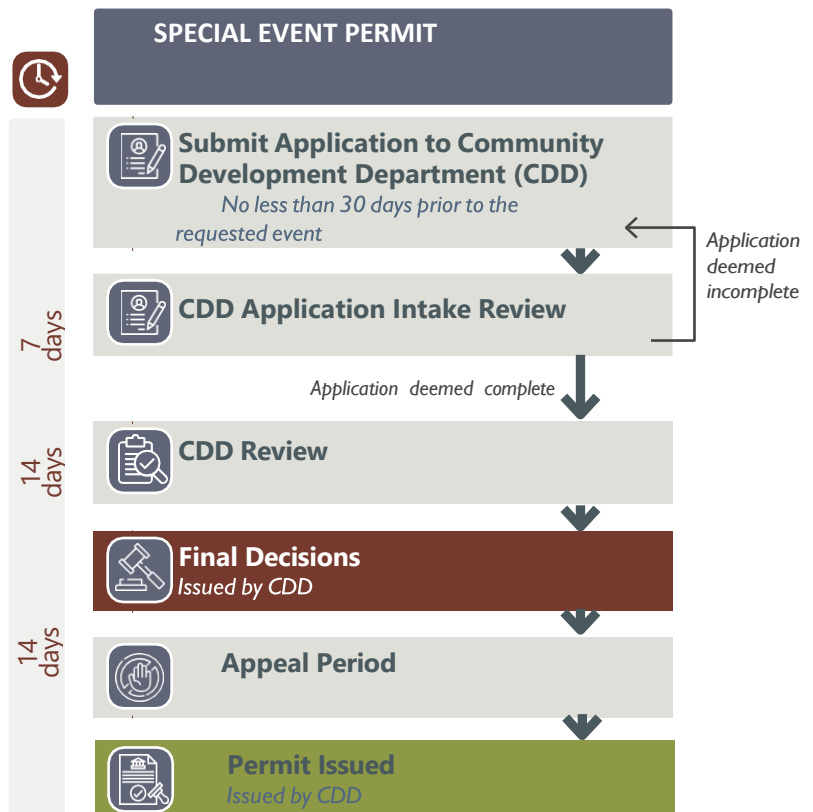 SPECIAL EVENT PERMIT
Submit Application to Community
Development Department (CDD)
No less than 30 days prior to the
requested event
Application
deemed
incomplete
7
days
CDD Application Intake Review
Application deemed complete
14
days
CDD Review
Final Decisions
Issued by CDD
14
days
Appeal Period
Permit Issued
Issued by CDD